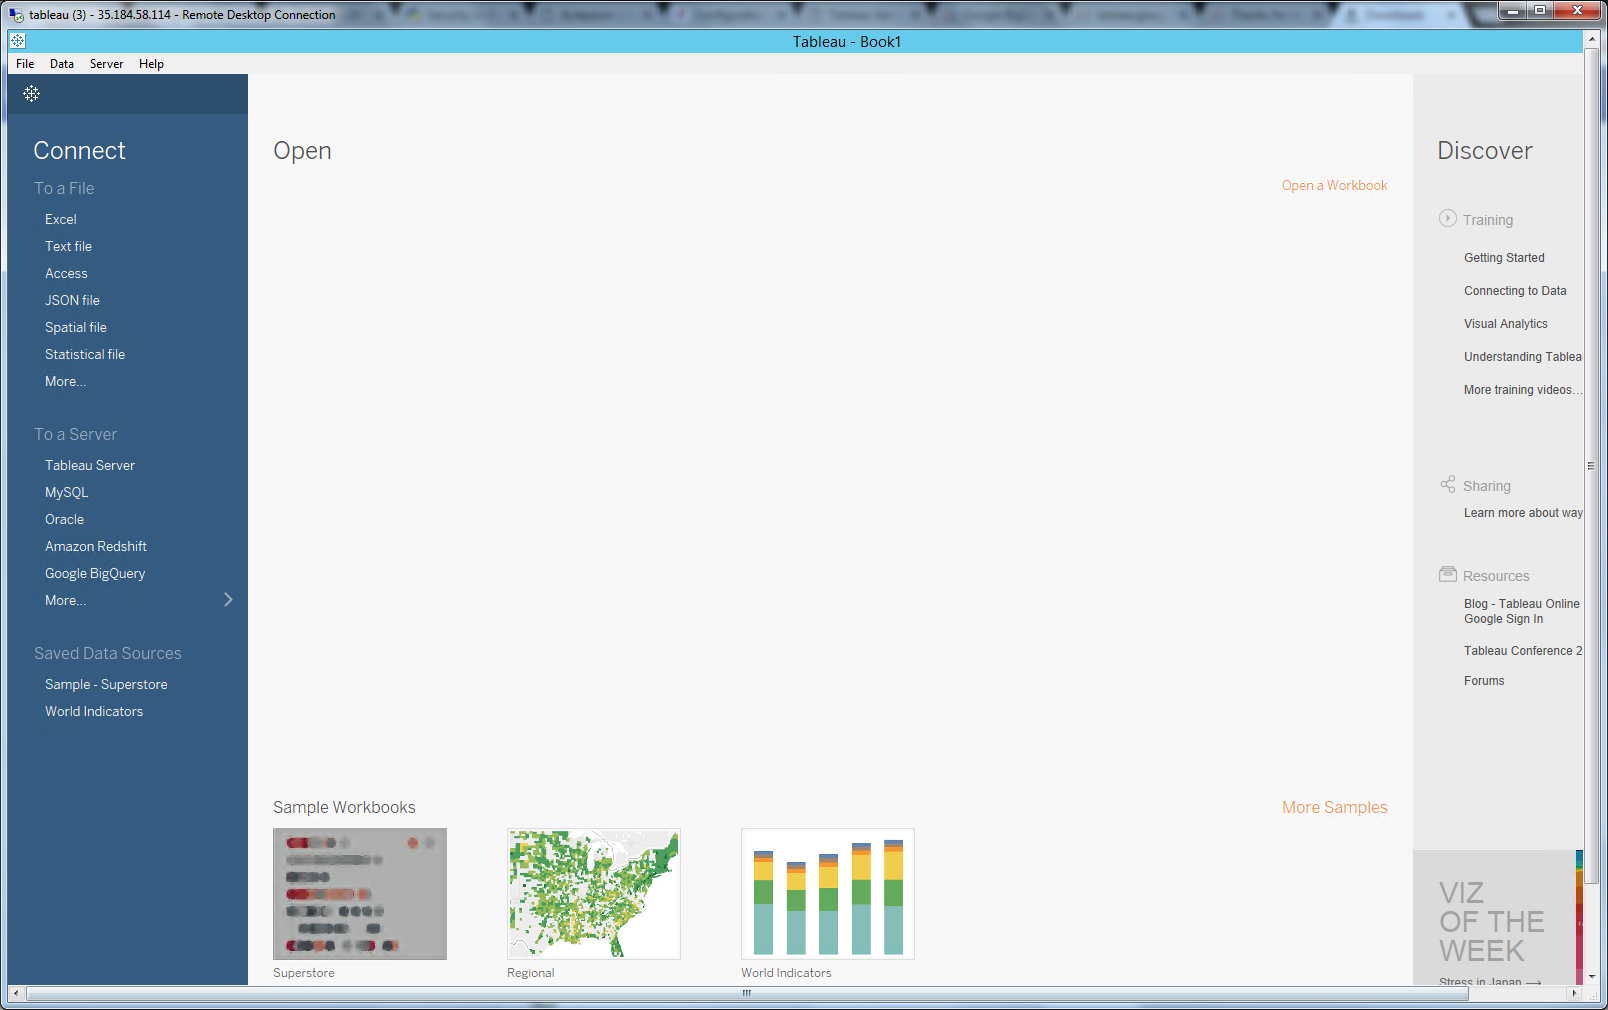 tableau (3) - 35.184.58.114 - Remote Desktop Connection
Tableau - Book1
File Data Server Help
Connect
To a File
Excel
Text file
Access
JSON file
Spatial file
Statistical file
More...
To a Server
Tableau Server
MySQL
Oracle
Amazon Redshift
Google BigQuery
More...
Saved Data Sources
Sample - Superstore
World Indicators
Open
Open a Workbook
Sample Workbooks
More Samples
Superstore
Regional
World Indicators
Discover
Training
Getting Started
Connecting to Data
Visual Analytics
Understanding Tablea
More training videos...
Sharing
Learn more about way
Resources
Blog - Tableau Online
Google Sign In
Tableau Conference 2
Forums
VIZ
OF THE
WEEK
Stress in Japan →